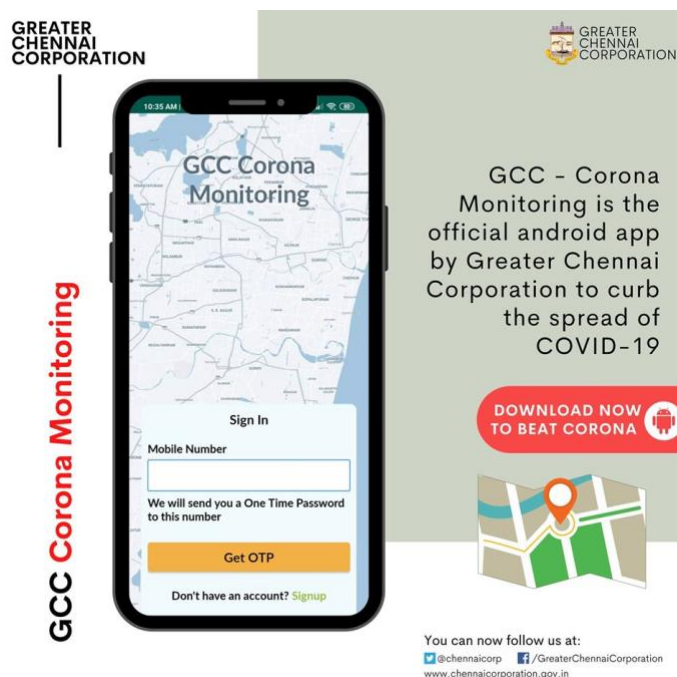 GREATER
CHENNAI
CORPORATION
GREATER
CHENNAI
CORPORATION
GCC Corona Monitoring
10:35 AM
GCC Corona
Monitoring
Sign In
Mobile Number
We will send you a One Time Password
to this number
Get OTP
Don't have an account? Signup
GCC - Corona
Monitoring is the
official android app
by Greater Chennai
Corporation to curb
the spread of
COVID-19
DOWNLOAD NOW
TO BEAT CORONA
You can now follow us at:
@chennaicorp /GreaterChennaiCorporation
www.chennaicorporation.gov.in